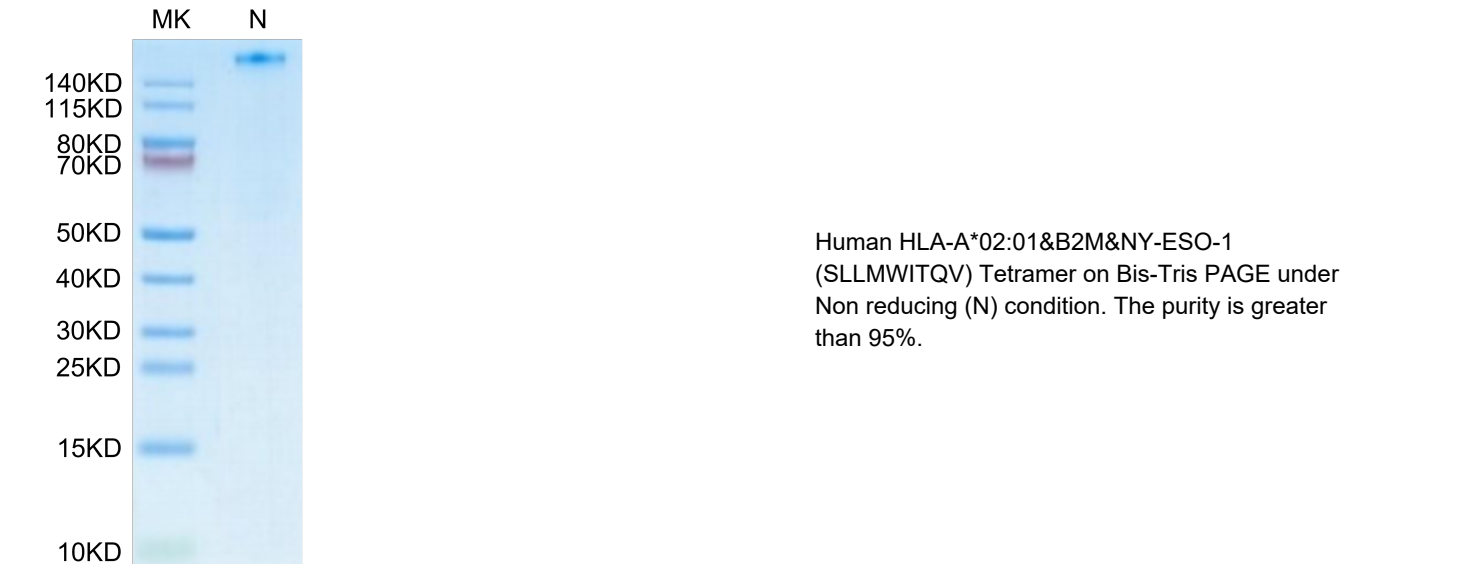 MK N
140KD
115KD
80KD
70KD
50KD
40KD
30KD
25KD
15KD
10KD
Human HLA-A*02:01&B2M&NY-ESO-1
(SLLMWITQV) Tetramer on Bis-Tris PAGE under
Non reducing (N) condition. The purity is greater
than 95%.